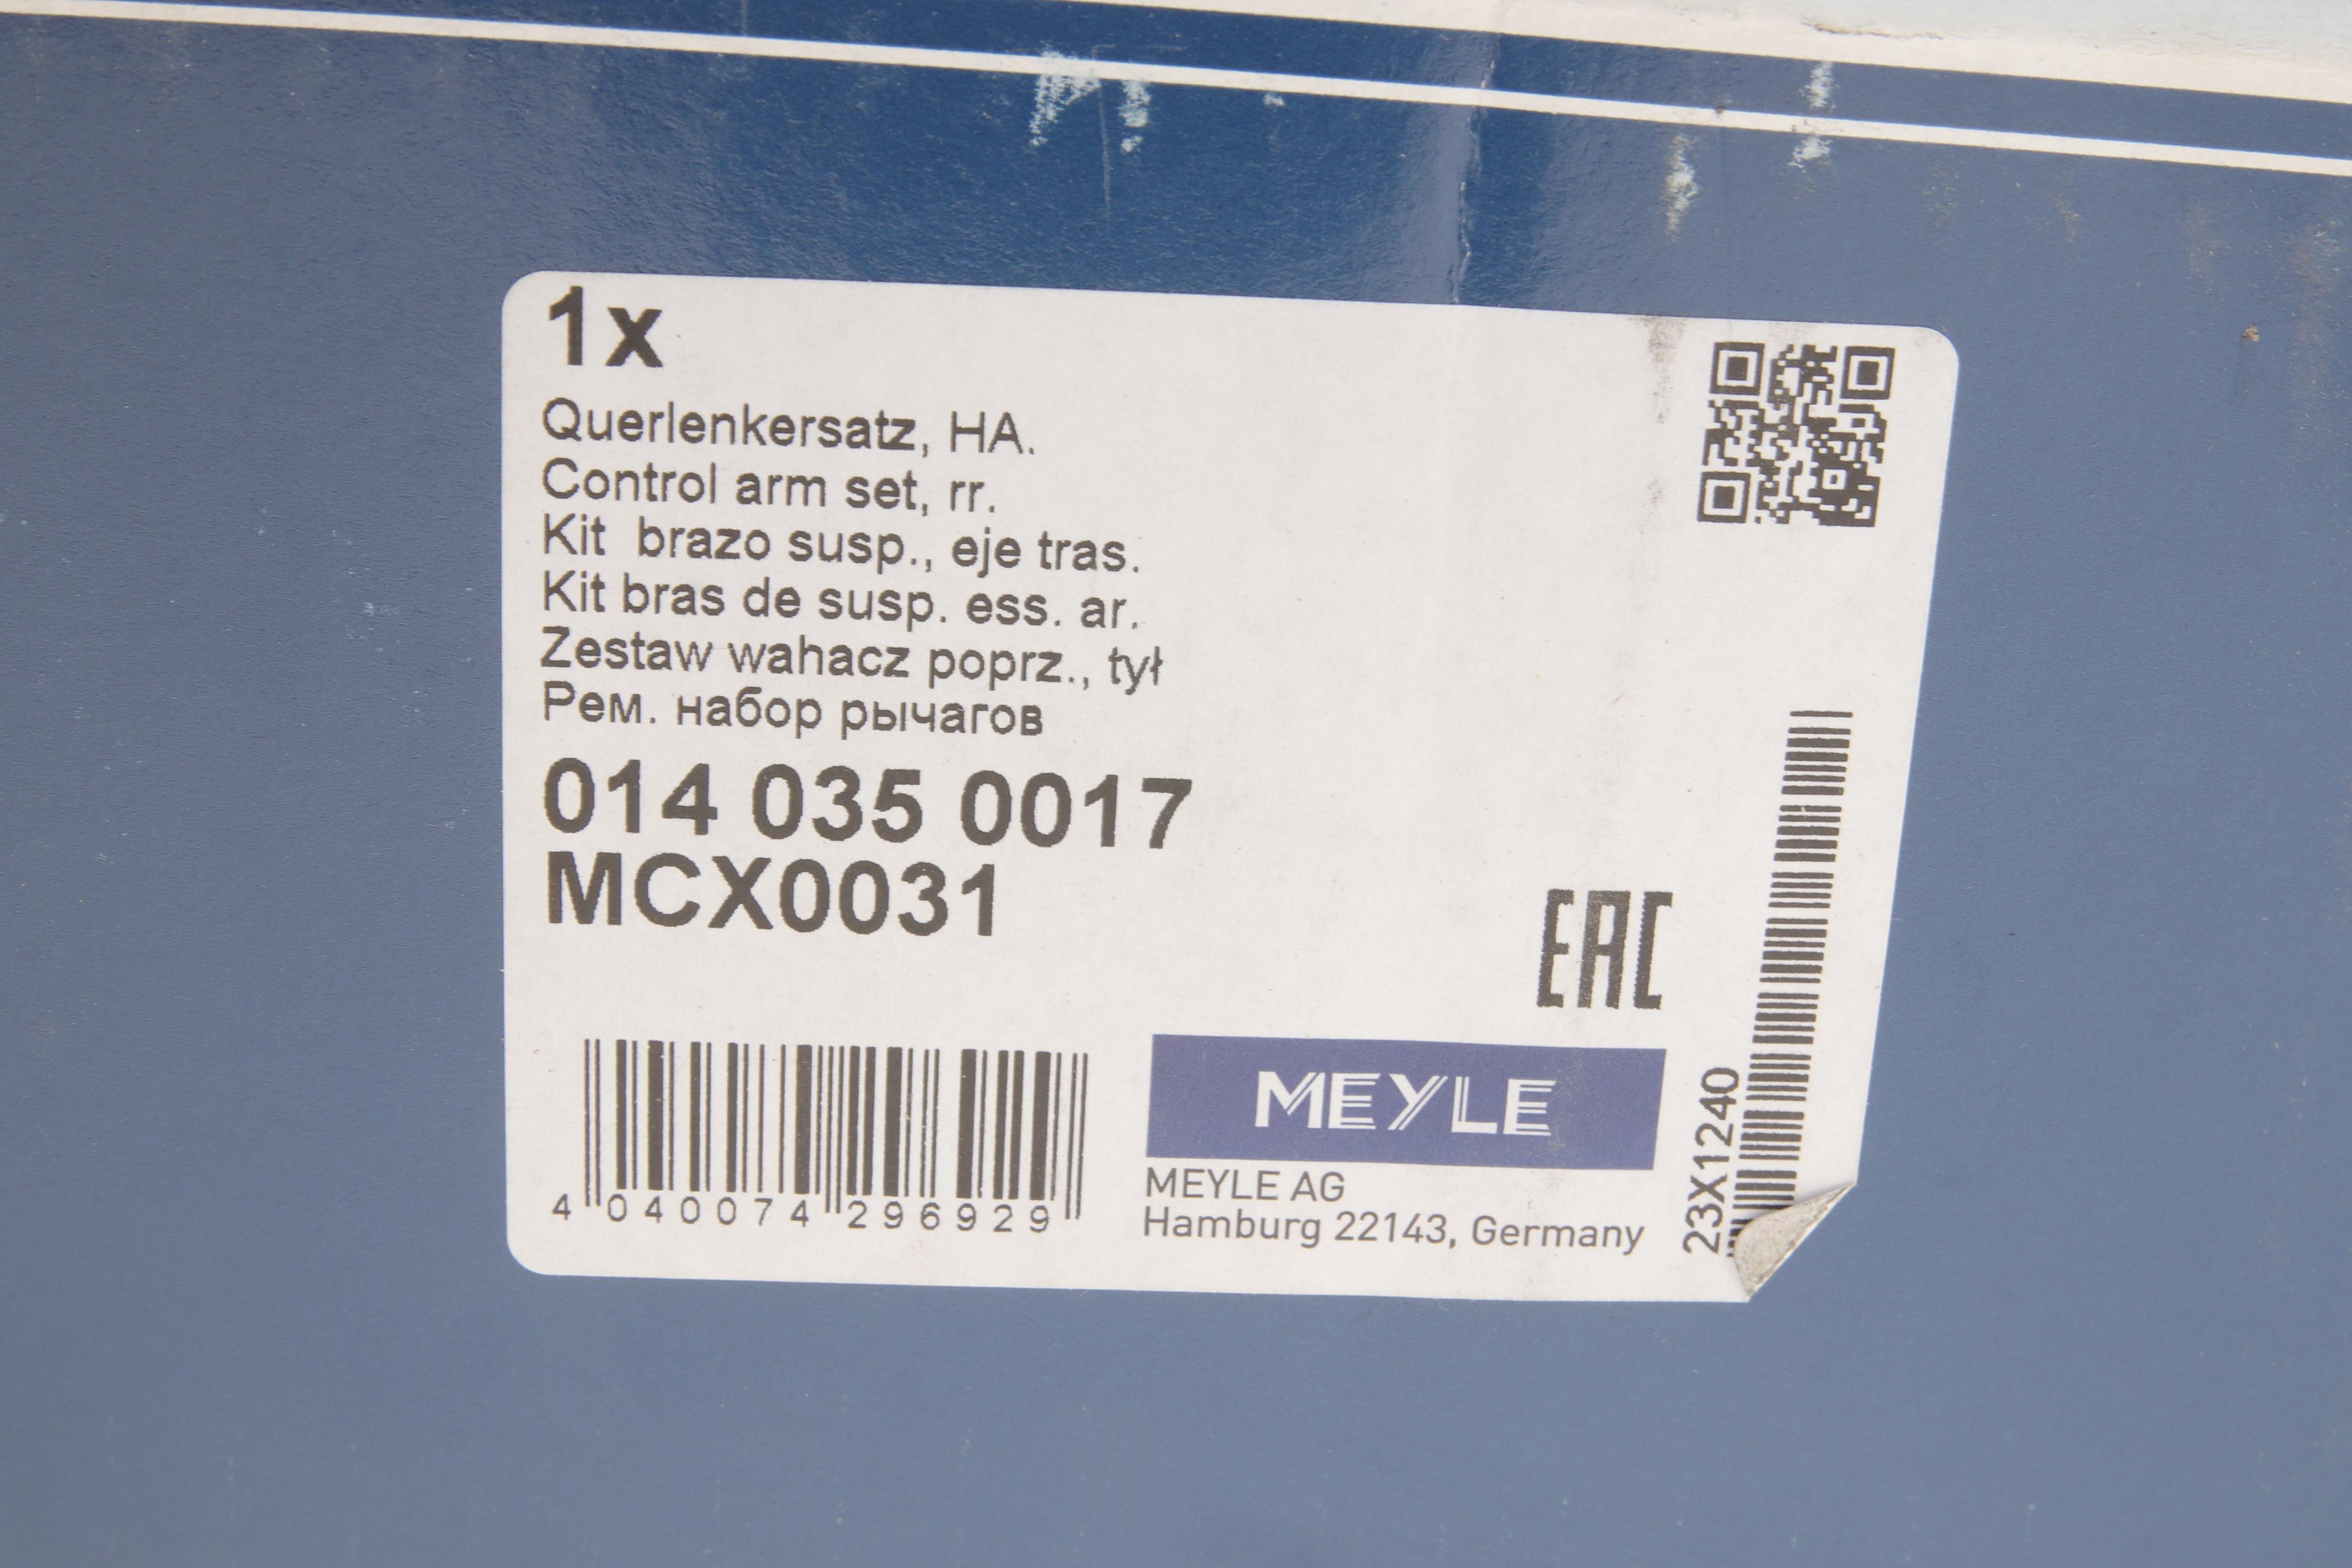 1x
Querlenkersatz, HA.
Control arm set, rr.
Kit  brazo susp., eje tras.
Kit bras de susp. ess. ar.
Zestaw wahacz poprz., tył
Рем. набор рычагов
014 035 0017
MCX0031
EAC
4 040074 296929
MEYLE
MEYLE AG
Hamburg 22143, Germany
23X1240